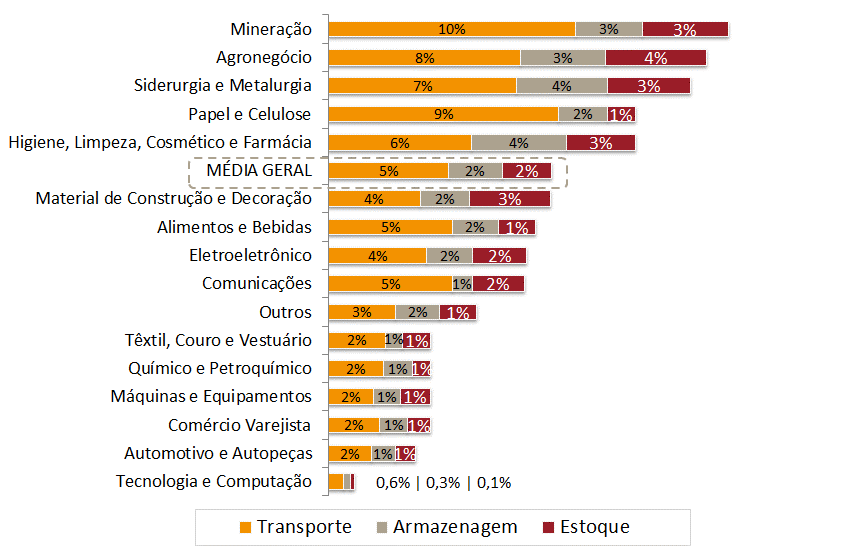 Mineração 10% 3% 3%
Agronegócio 8% 3% 4%
Siderurgia e Metalurgia 7% 4% 3%
Papel e Celulose 9% 2% 1%
Higiene, Limpeza, Cosmético e Farmácia 6% 4% 3%
MÉDIA GERAL 5% 2% 2%
Material de Construção e Decoração 4% 2% 3%
Alimentos e Bebidas 5% 2% 1%
Eletroeletrônico 4% 2% 2%
Comunicações 5% 1% 2%
Outros 3% 2% 1%
Têxtil, Couro e Vestuário 2% 1% 1%
Químico e Petroquímico 2% 1% 1%
Máquinas e Equipamentos 2% 1% 1%
Comércio Varejista 2% 1% 1%
Automotivo e Autopeças 2% 1% 1%
Tecnologia e Computação 0,6% | 0,3% | 0,1%
Transporte Armazenagem Estoque